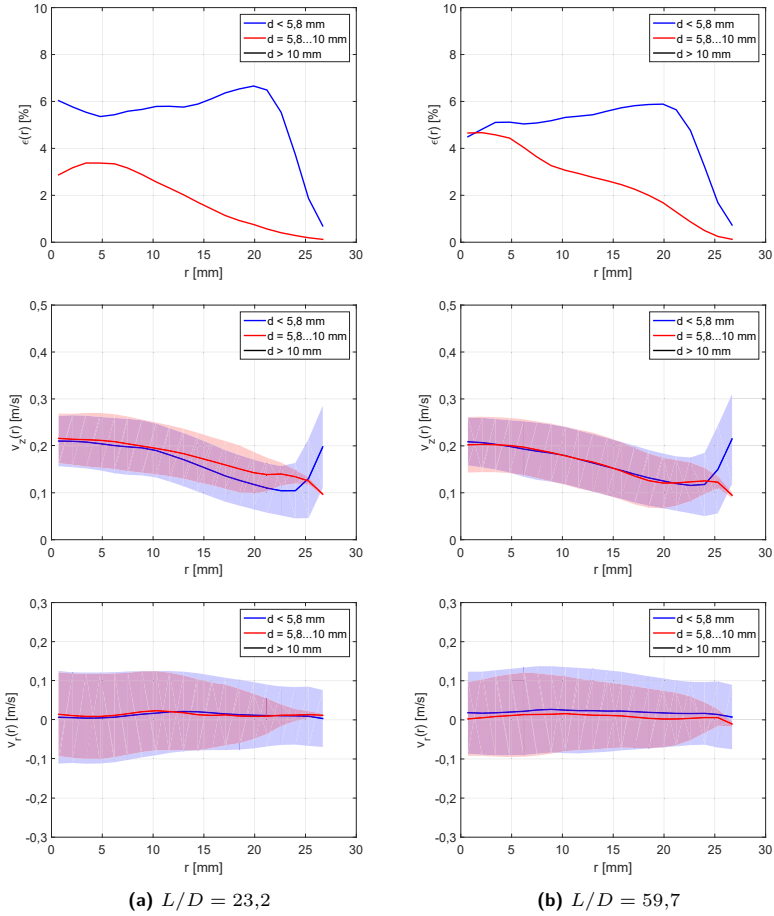 d < 5,8 mm
d = 5,8...10 mm
d > 10 mm
ϵ(r) [%]
10
8
6
4
2
0
0 5 10 15 20 25 30
r [mm]
d < 5,8 mm
d = 5,8...10 mm
d > 10 mm
ϵ(r) [%]
10
8
6
4
2
0
0 5 10 15 20 25 30
r [mm]
d < 5,8 mm
d = 5,8...10 mm
d > 10 mm
v_z(r) [m/s]
0,5
0,4
0,3
0,2
0,1
0
0 5 10 15 20 25 30
r [mm]
d < 5,8 mm
d = 5,8...10 mm
d > 10 mm
v_z(r) [m/s]
0,5
0,4
0,3
0,2
0,1
0
0 5 10 15 20 25 30
r [mm]
d < 5,8 mm
d = 5,8...10 mm
d > 10 mm
v_r(r) [m/s]
0,3
0,2
0,1
0
-0,1
-0,2
-0,3
0 5 10 15 20 25 30
r [mm]
d < 5,8 mm
d = 5,8...10 mm
d > 10 mm
v_r(r) [m/s]
0,3
0,2
0,1
0
-0,1
-0,2
-0,3
0 5 10 15 20 25 30
r [mm]
(a) L/D = 23,2
(b) L/D = 59,7